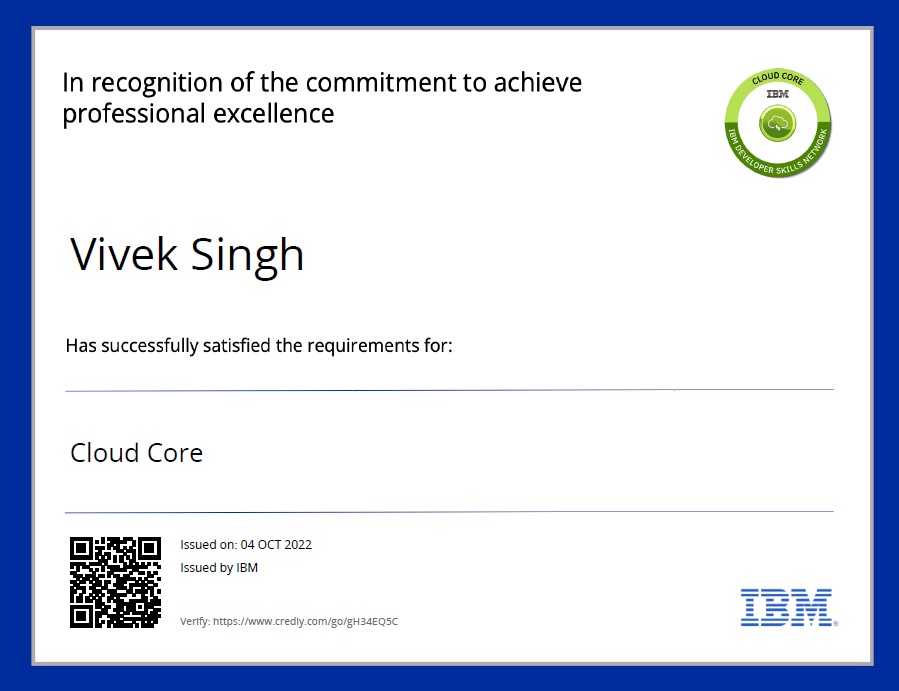 In recognition of the commitment to achieve
professional excellence
CLOUD CORE
IBM
IBM DEVELOPER SKILLS NETWORK
Vivek Singh
Has successfully satisfied the requirements for:
Cloud Core
Issued on: 04 OCT 2022
Issued by IBM
Verify: https://www.credly.com/go/gH34EQ5C
IBM®